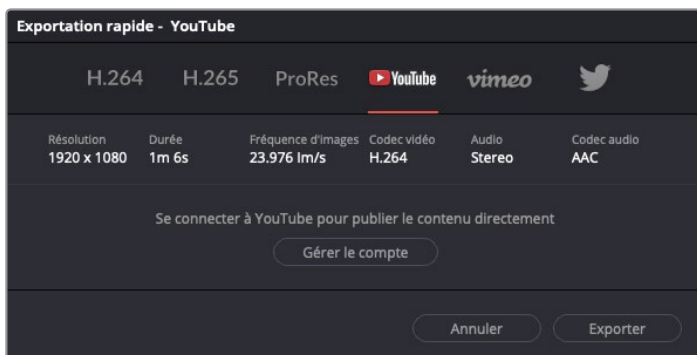 Exportation rapide - YouTube
H.264 H.265 ProRes YouTube vimeo
Résolution Durée Fréquence d'images Codec vidéo Audio Codec audio
1920 x 1080 1m 6s 23.976 Im/s H.264 Stereo AAC
Se connecter à YouTube pour publier le contenu directement
Gérer le compte
Annuler Exporter